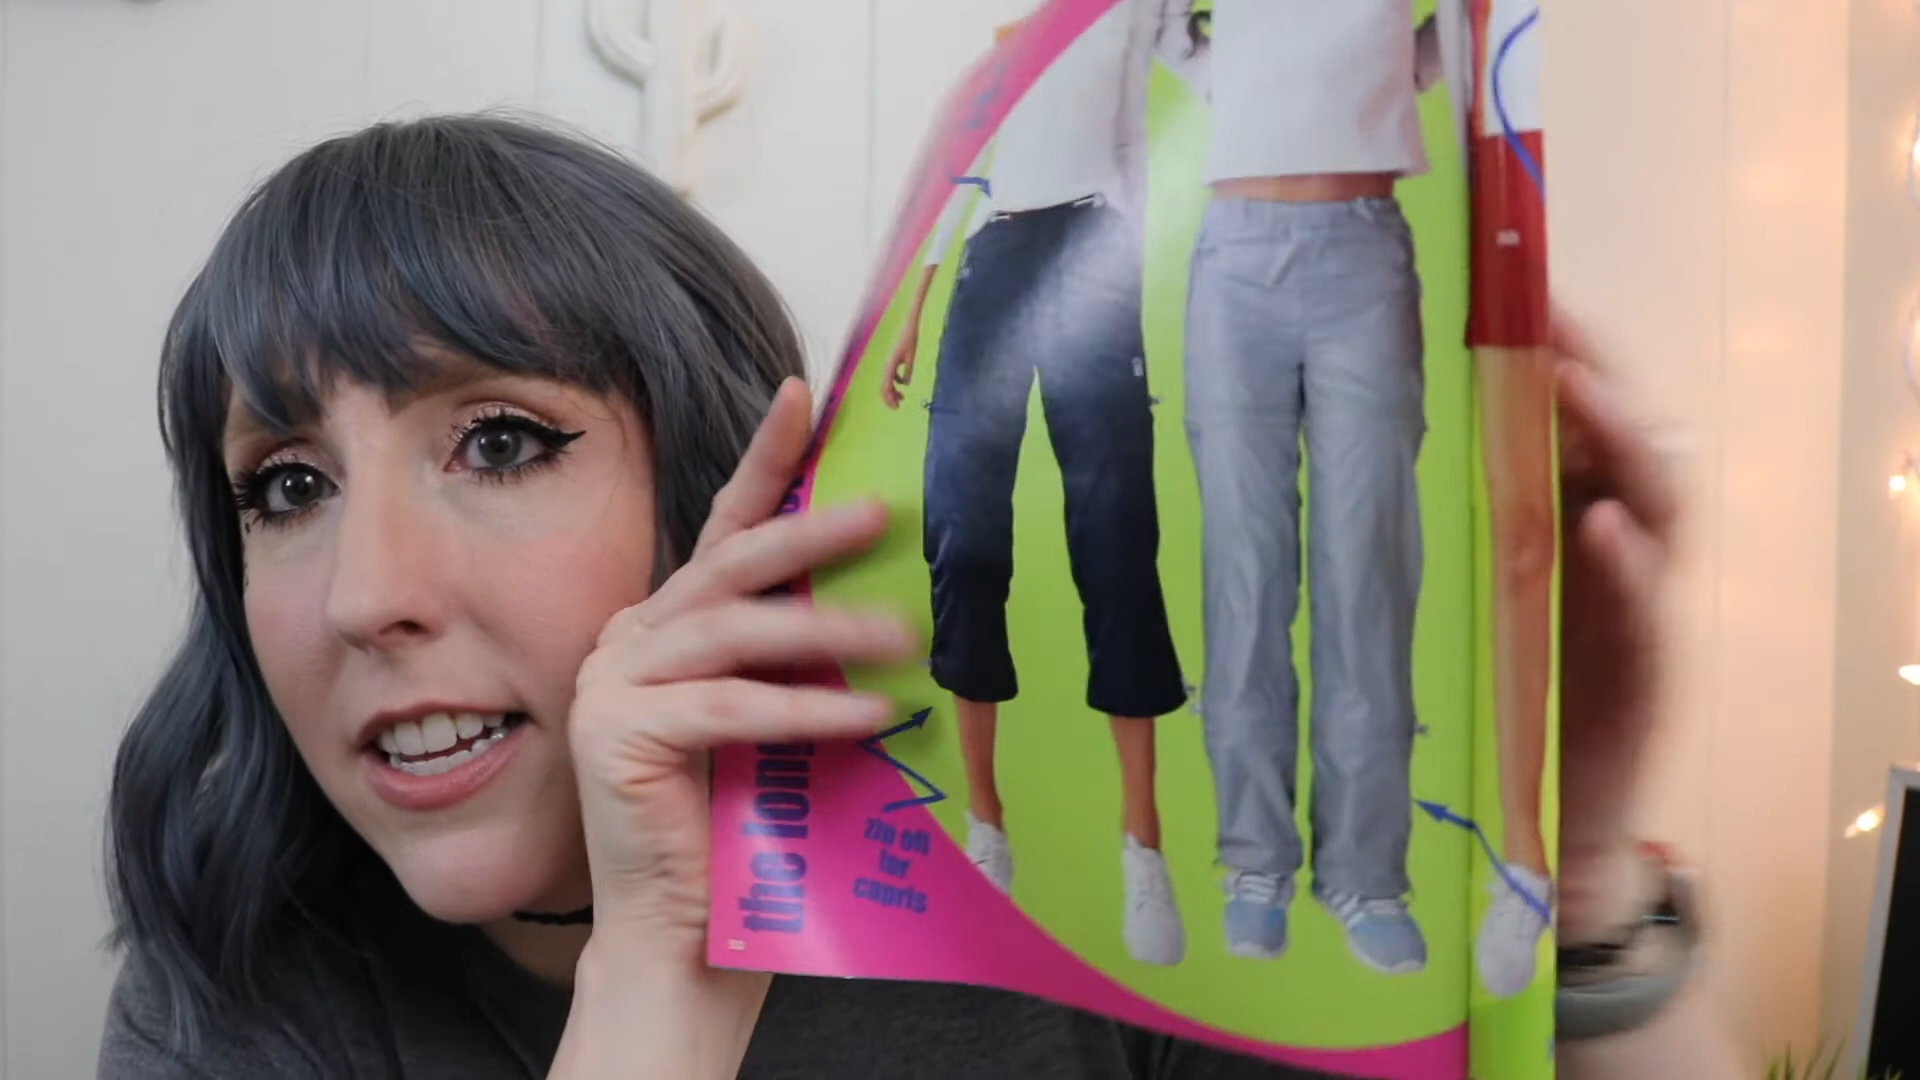 the long
zip off
for
capris